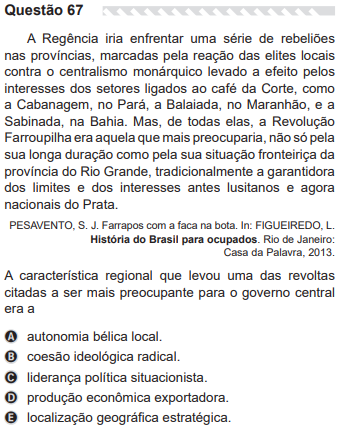 Questão 67
A Regência iria enfrentar uma série de rebeliões
nas províncias, marcadas pela reação das elites locais
contra o centralismo monárquico levado a efeito pelos
interesses dos setores ligados ao café da Corte, como
a Cabanagem, no Pará, a Balaiada, no Maranhão, e a
Sabinada, na Bahia. Mas, de todas elas, a Revolução
Farroupilha era aquela que mais preocuparia, não só pela
sua longa duração como pela sua situação fronteiriça da
província do Rio Grande, tradicionalmente a garantidora
dos limites e dos interesses antes lusitanos e agora
nacionais do Prata.
PESAVENTO, S. J. Farrapos com a faca na bota. In: FIGUEIREDO, L.
História do Brasil para ocupados. Rio de Janeiro:
Casa da Palavra, 2013.
A característica regional que levou uma das revoltas
citadas a ser mais preocupante para o governo central
era a
A autonomia bélica local.
B coesão ideológica radical.
C liderança política situacionista.
D produção econômica exportadora.
E localização geográfica estratégica.